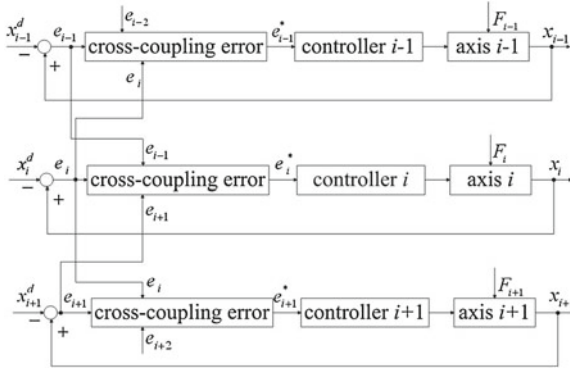 e_{i-2} F_{i-1}
x^d_{i-1} e_{i-1} cross-coupling error e^*_{i-1} controller i-1 axis i-1 x_{i-1}
− +
e_i
e_{i-1} F_i
x^d_i e_i cross-coupling error e^*_i controller i axis i x_i
− +
e_{i+1}
e_i F_{i+1}
x^d_{i+1} e_{i+1} cross-coupling error e^*_{i+1} controller i+1 axis i+1 x_{i+
− +
e_{i+2}